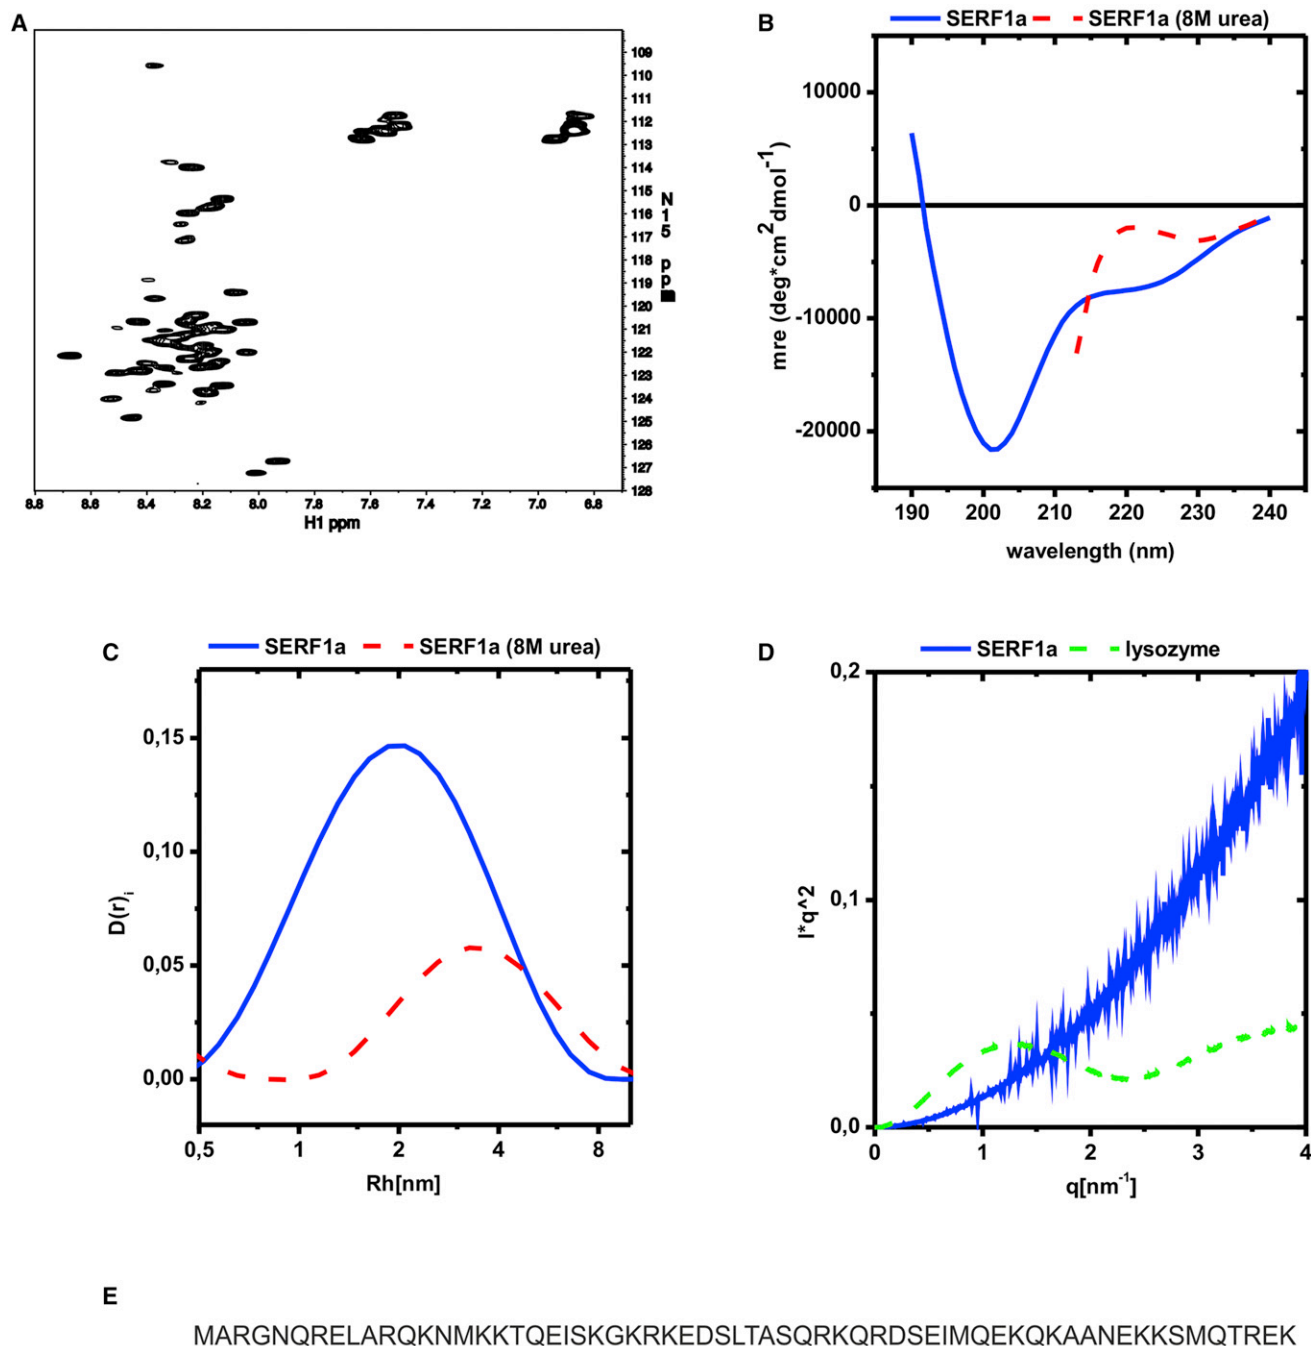 A
109
110
111
112
113
114
115
116
117
118
119
120
121
122
123
124
125
126
127
128
N15 ppm
8.8 8.6 8.4 8.2 8.0 7.8 7.6 7.4 7.2 7.0 6.8
H1 ppm
B
SERF1a SERF1a (8M urea)
10000
0
-10000
-20000
mre (deg*cm2dmol-1)
190 200 210 220 230 240
wavelength (nm)
C
SERF1a SERF1a (8M urea)
0,15
0,10
0,05
0,00
D(r)i
0,5 1 2 4 8
Rh[nm]
D
SERF1a lysozyme
0,2
0,1
0,0
I*q^2
0 1 2 3 4
q[nm-1]
E
MARGNQRELARQKNMKKTQEISKGKRKEDSLTASQRKQRDSEIMQEKQKAANEKKSMQTREK